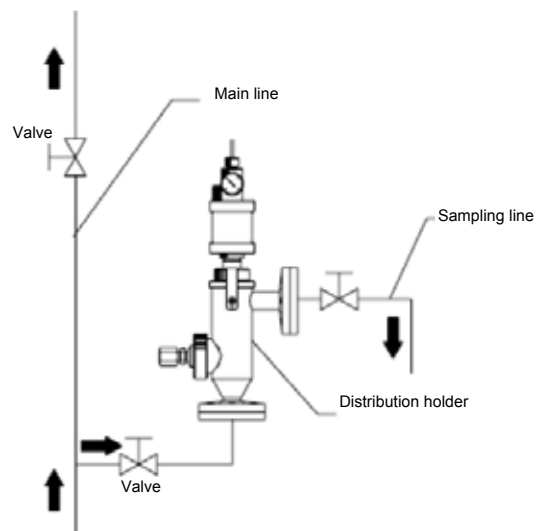 Main line
Valve
Sampling line
Distribution holder
Valve